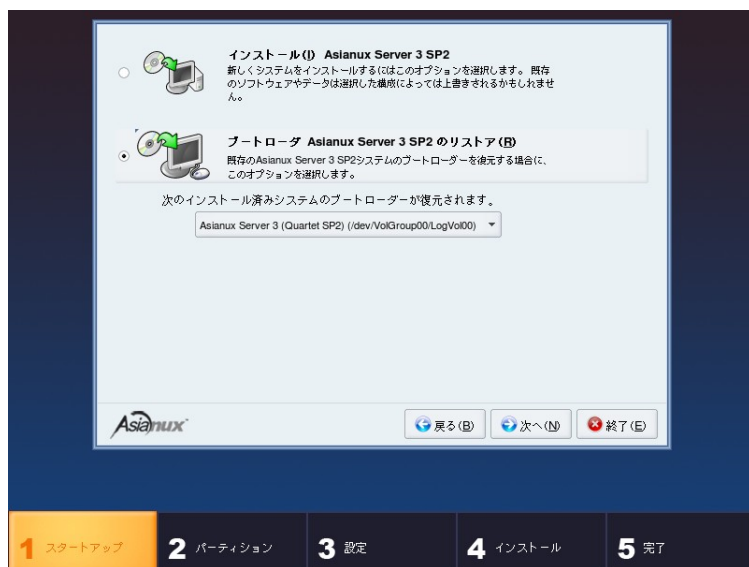 インストール(I) Asianux Server 3 SP2
新しくシステムをインストールするにはこのオプションを選択します。 既存
のソフトウェアやデータは選択した構成によっては上書きされるかもしれませ
ん。
ブートローダ Asianux Server 3 SP2 のリストア(R)
既存のAsianux Server 3 SP2システムのブートローダーを復元する場合に、
このオプションを選択します。
次のインストール済みシステムのブートローダーが復元されます。
Asianux Server 3 (Quartet SP2) (/dev/VolGroup00/LogVol00)
Asianux
戻る(B)
次へ(N)
終了(E)
1 スタートアップ
2 パーティション
3 設定
4 インストール
5 完了